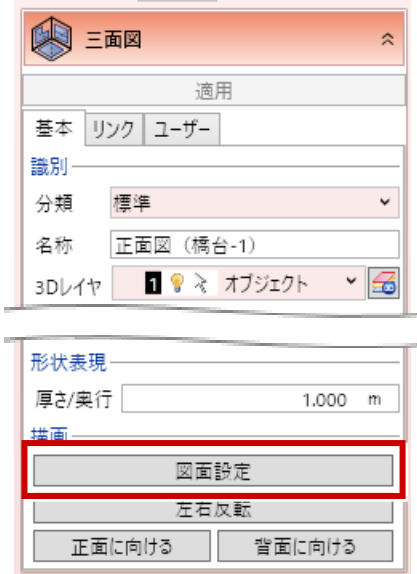 三面図
適用
基本 リンク ユーザー
識別
分類 標準
名称 正面図（橋台-1）
3Dレイヤ 1 オブジェクト
形状表現
厚さ/奥行 1.000 m
描画
図面設定
左右反転
正面に向ける 背面に向ける